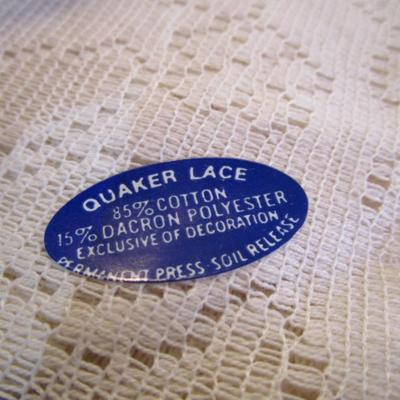 QUAKER LACE
85% COTTON
15% DACRON POLYESTER
EXCLUSIVE OF DECORATION
PERMANENT PRESS-SOIL RELEASE